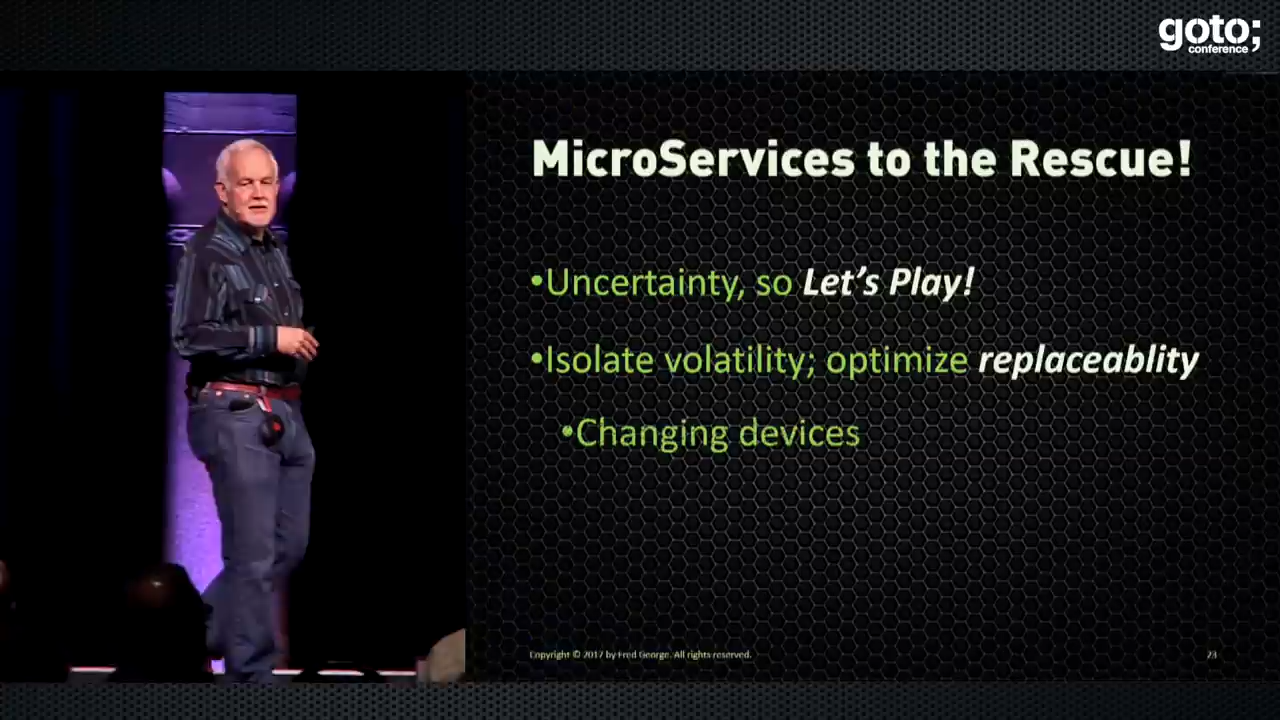 goto;
conference
MicroServices to the Rescue!
•Uncertainty, so Let's Play!
•Isolate volatility; optimize replaceablity
•Changing devices
Copyright © 2017 by Fred George. All rights reserved.
23